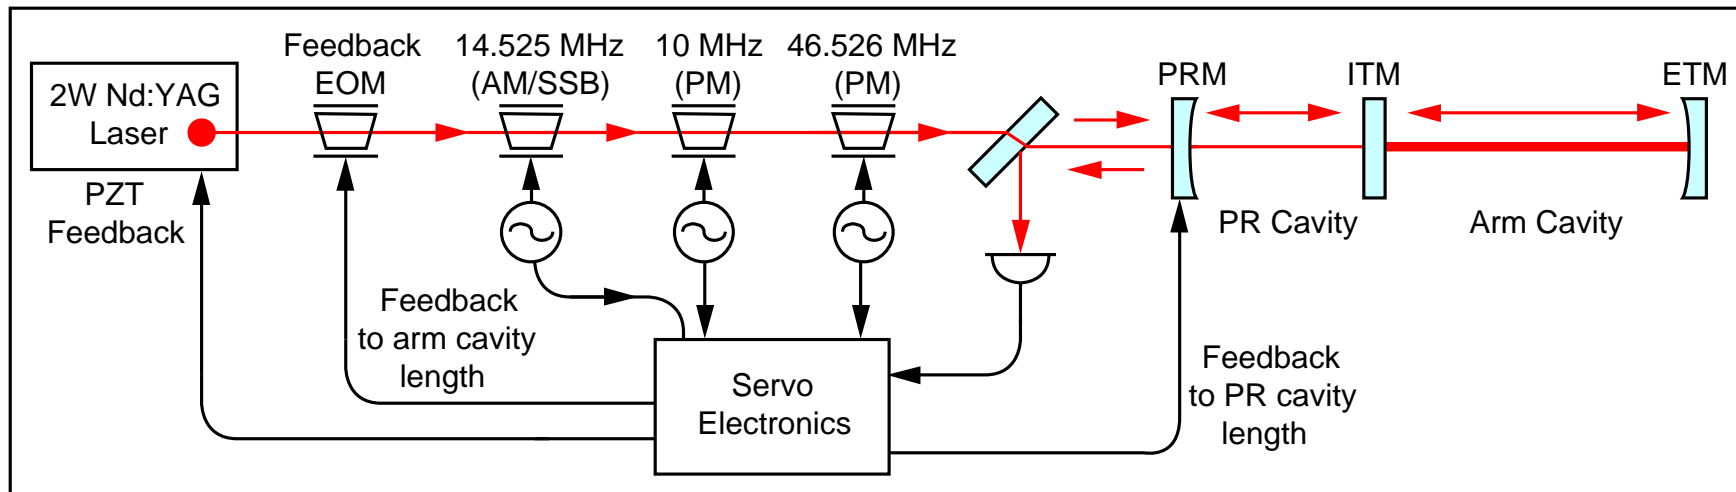 Feedback
EOM
14.525 MHz
(AM/SSB)
10 MHz
(PM)
46.526 MHz
(PM)
PRM
ITM
ETM
2W Nd:YAG
Laser
PZT
Feedback
PR Cavity
Arm Cavity
Feedback
to arm cavity
length
Servo
Electronics
Feedback
to PR cavity
length